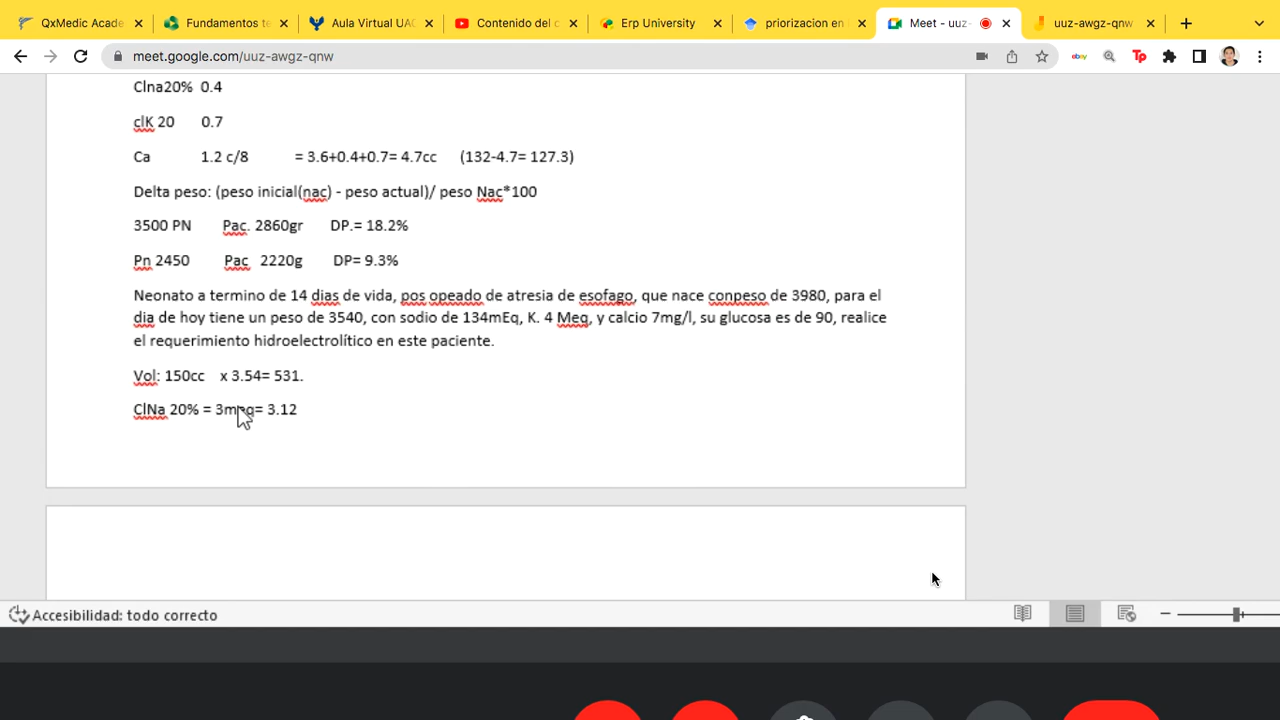 QxMedic Acade
Fundamentos te
Aula Virtual UAC
Contenido del c
Erp University
priorizacion en
Meet - uuz-
uuz-awgz-qnw
meet.google.com/uuz-awgz-qnw
ebay
Tp
Clna20% 0.4
clK 20 0.7
Ca 1.2 c/8 = 3.6+0.4+0.7= 4.7cc (132-4.7= 127.3)
Delta peso: (peso inicial(nac) - peso actual)/ peso Nac*100
3500 PN Pac. 2860gr DP.= 18.2%
Pn 2450 Pac 2220g DP= 9.3%
Neonato a termino de 14 dias de vida, pos opeado de atresia de esofago, que nace conpeso de 3980, para el
dia de hoy tiene un peso de 3540, con sodio de 134mEq, K. 4 Meq, y calcio 7mg/l, su glucosa es de 90, realice
el requerimiento hidroelectrolítico en este paciente.
Vol: 150cc x 3.54= 531.
ClNa 20% = 3meq= 3.12
Accesibilidad: todo correcto